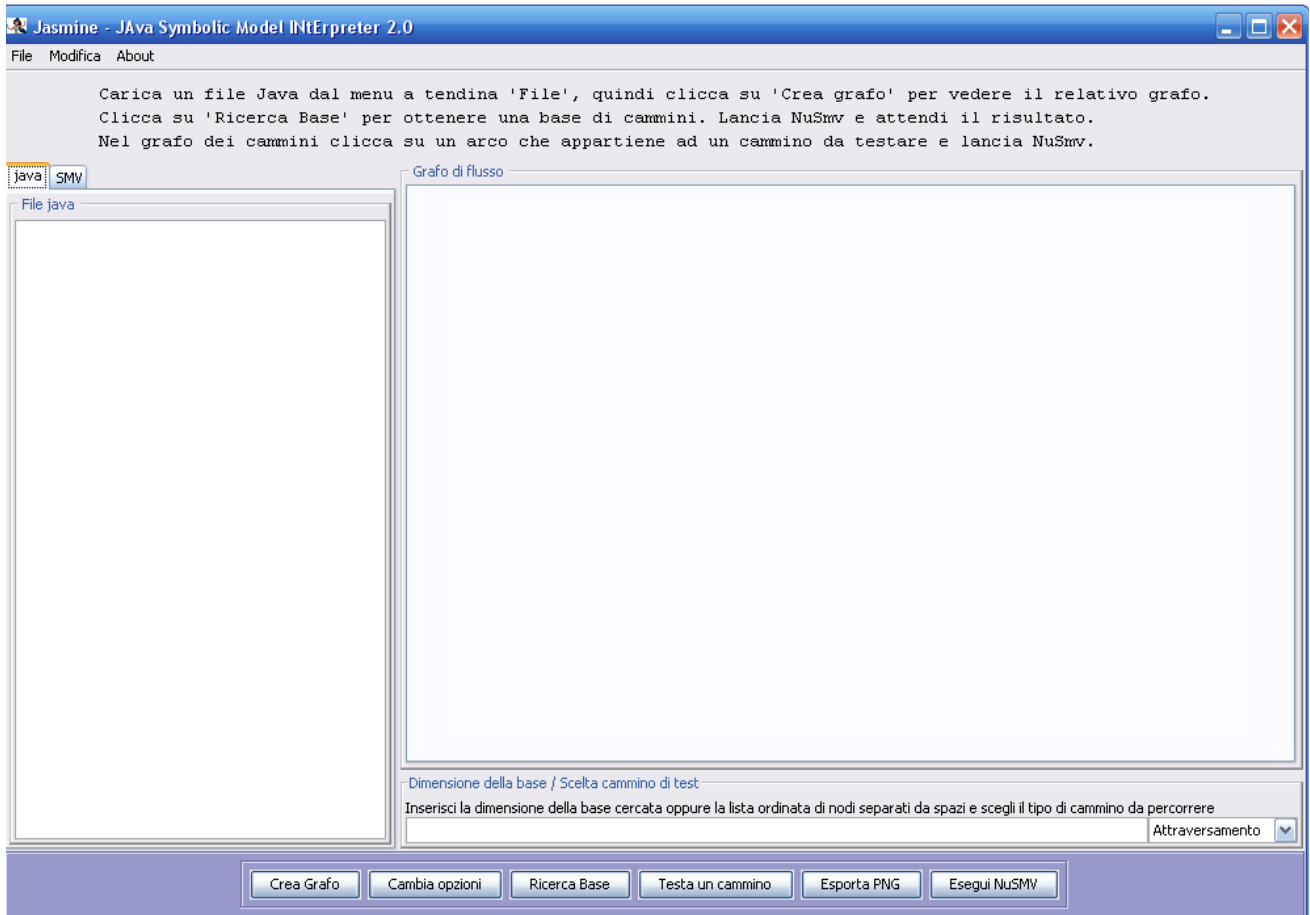 Jasmine - JAva Symbolic Model INtErpreter 2.0
File Modifica About
Carica un file Java dal menu a tendina 'File', quindi clicca su 'Crea grafo' per vedere il relativo grafo.
Clicca su 'Ricerca Base' per ottenere una base di cammini. Lancia NuSmv e attendi il risultato.
Nel grafo dei cammini clicca su un arco che appartiene ad un cammino da testare e lancia NuSmv.
java SMV
File java
Grafo di flusso
Dimensione della base / Scelta cammino di test
Inserisci la dimensione della base cercata oppure la lista ordinata di nodi separati da spazi e scegli il tipo di cammino da percorrere
Attraversamento
Crea Grafo Cambia opzioni Ricerca Base Testa un cammino Esporta PNG Esegui NuSMV